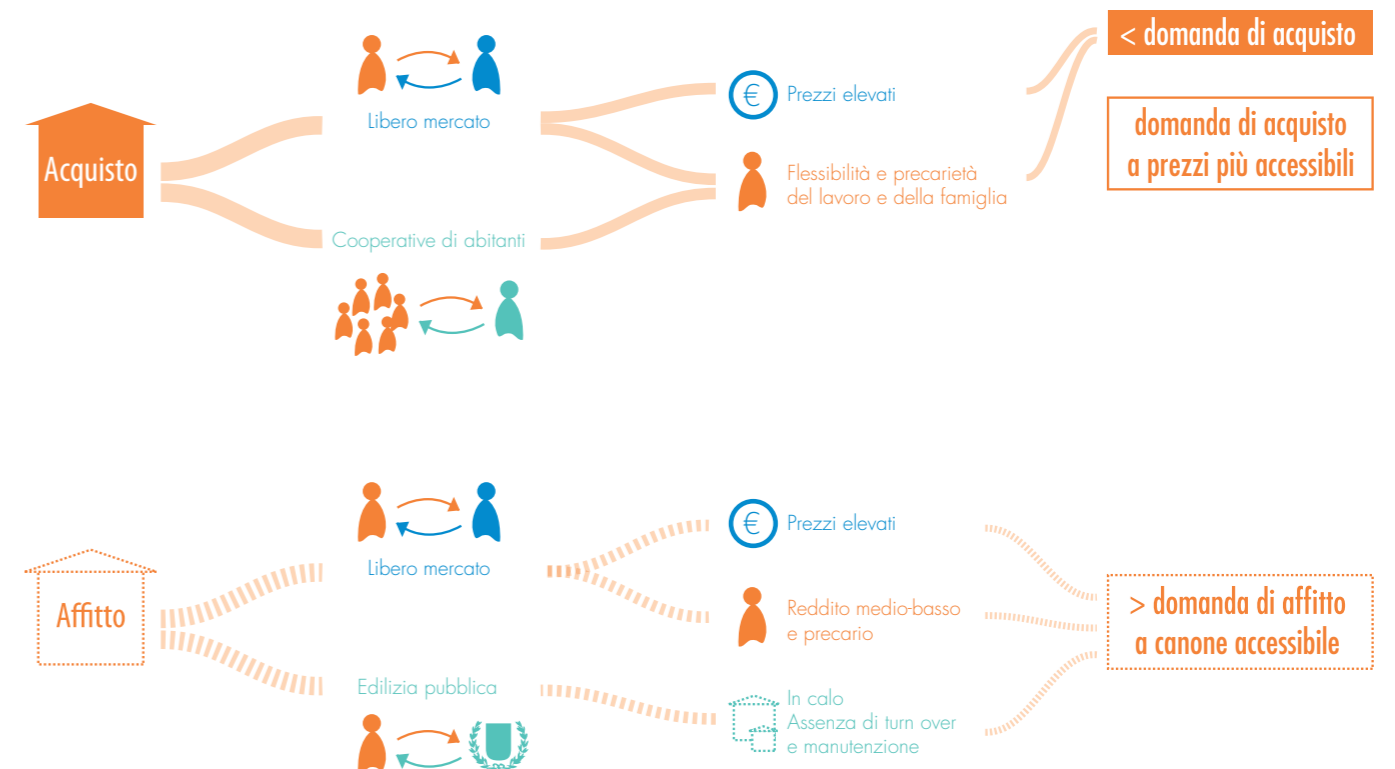 < domanda di acquisto
Libero mercato
€ Prezzi elevati
domanda di acquisto
a prezzi più accessibili
Acquisto
Flessibilità e precarietà
del lavoro e della famiglia
Cooperative di abitanti
Libero mercato
€ Prezzi elevati
Affitto
Reddito medio-basso
e precario
> domanda di affitto
a canone accessibile
Edilizia pubblica
In calo
Assenza di turn over
e manutenzione